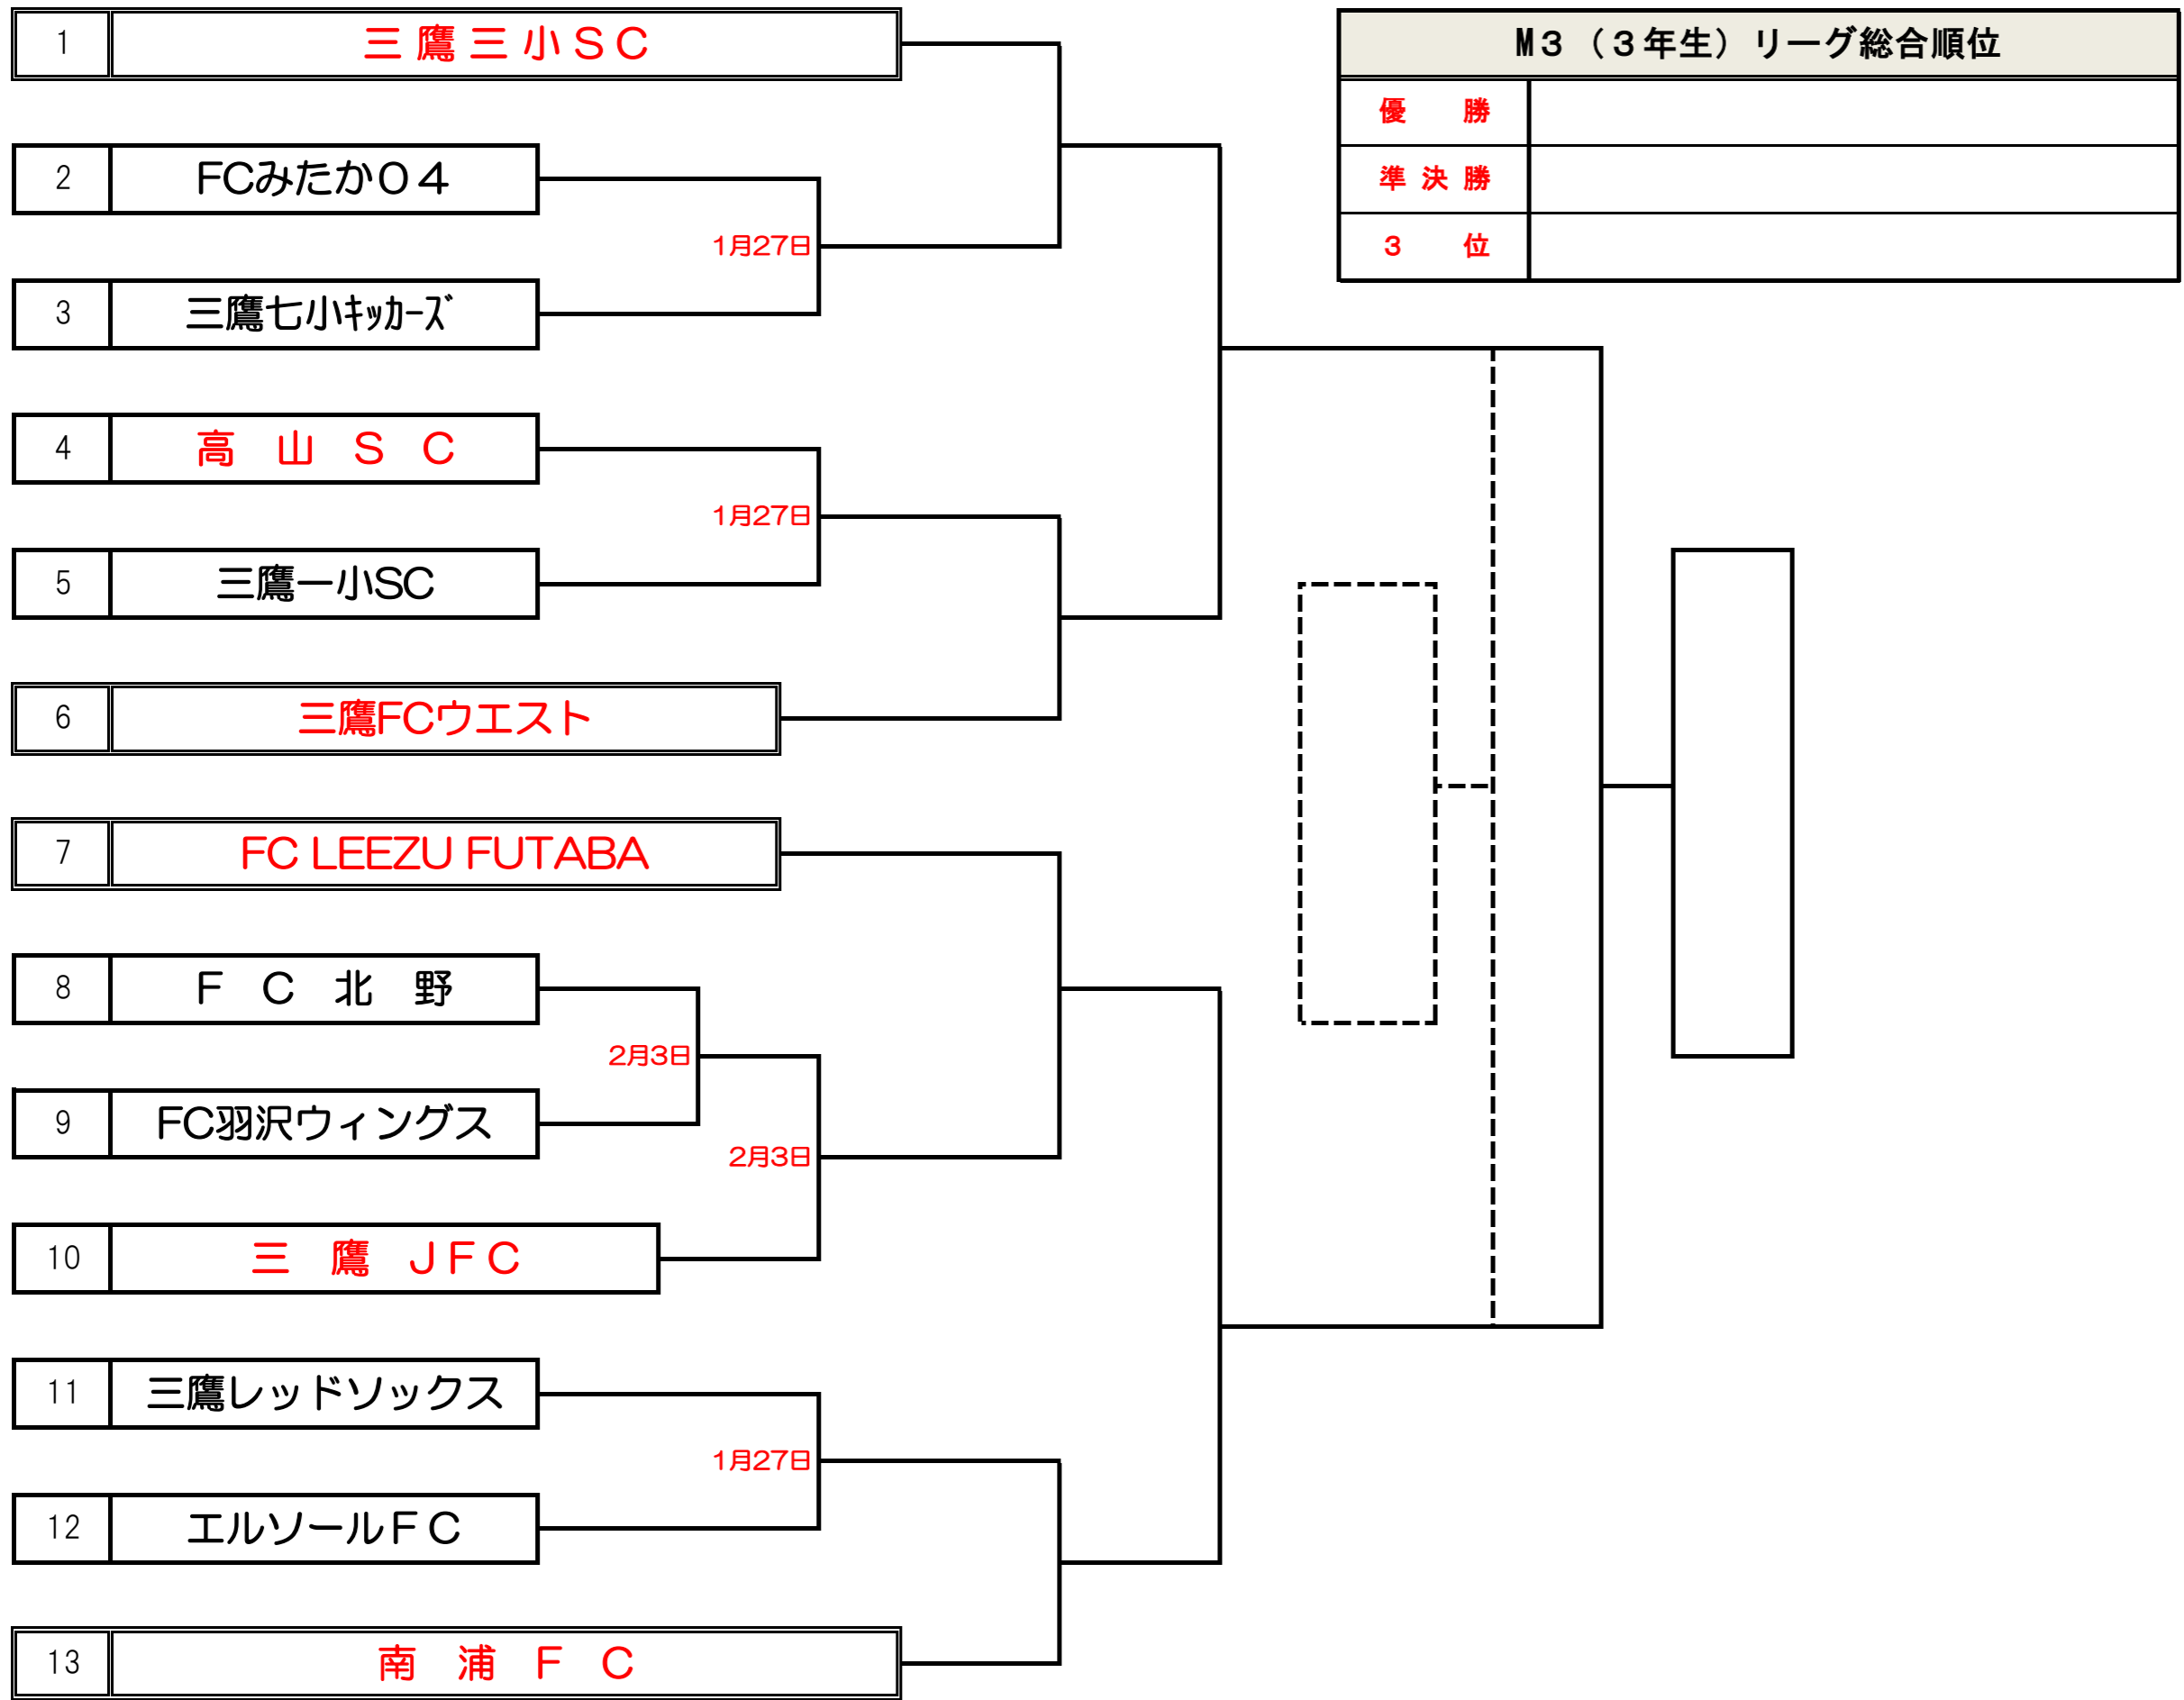 1 三鷹三小ＳＣ
M３（３年生）リーグ総合順位
優　勝
準決勝
３　位
2 FCみたか０４
1月27日
3 三鷹七小ｷｯｶｰｽﾞ
4 高　山　Ｓ　Ｃ
1月27日
5 三鷹一小SC
6 三鷹FCウエスト
7 FC LEEZU FUTABA
8 Ｆ　Ｃ　北　野
2月3日
9 FC羽沢ウィングス
2月3日
10 三　鷹　ＪＦＣ
11 三鷹レッドソックス
1月27日
12 エルソールＦＣ
13 南　浦　Ｆ　Ｃ